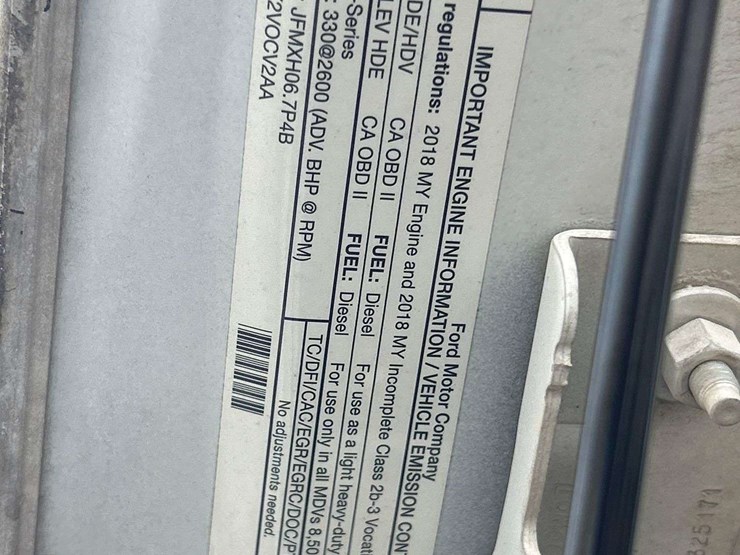 Ford Motor Company
IMPORTANT ENGINE INFORMATION / VEHICLE EMISSION CON
regulations: 2018 MY Engine and 2018 MY Incomplete Class 2b-3 Vocat
DE/HDV CA OBD II FUEL: Diesel For use as a light heavy-duty
LEV HDE CA OBD II FUEL: Diesel For use only in all MDVs 8,50
-Series
: 330@2600 (ADV. BHP @ RPM) TC/DFI/CAC/EGR/EGRC/DOC/P
JFMXH06.7P4B No adjustments needed.
2VOCV2AA
325171